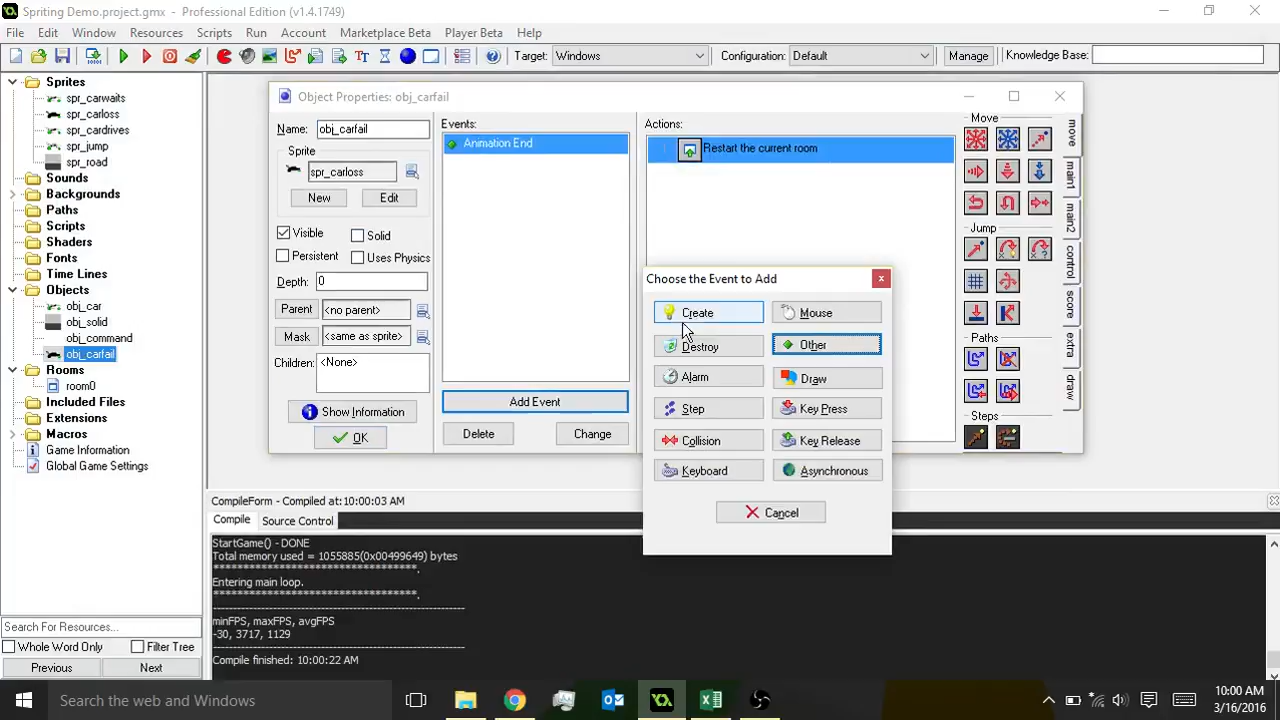 Spriting Demo.project.gmx - Professional Edition (v1.4.1749)
File Edit Window Resources Scripts Run Account Marketplace Beta Player Beta Help
Target: Windows Configuration: Default Manage Knowledge Base:
Sprites
spr_carwaits
spr_carloss
spr_cardrives
spr_jump
spr_road
Sounds
Backgrounds
Paths
Scripts
Shaders
Fonts
Time Lines
Objects
obj_car
obj_solid
obj_command
obj_carfail
Rooms
room0
Included Files
Extensions
Macros
Game Information
Global Game Settings
Search For Resources...
Whole Word Only Filter Tree
Previous Next
Object Properties: obj_carfail
Name: obj_carfail
Sprite
spr_carloss
New Edit
Visible Solid
Persistent Uses Physics
Depth: 0
Parent <no parent>
Mask <same as sprite>
Children: <None>
Show Information
OK
Events:
Animation End
Add Event
Delete Change
Actions:
Restart the current room
Move
Jump
Paths
Steps
move
main1
main2
control
score
extra
draw
Choose the Event to Add
Create Mouse
Destroy Other
Alarm Draw
Step Key Press
Collision Key Release
Keyboard Asynchronous
Cancel
CompileForm - Compiled at:10:00:03 AM
Compile Source Control
StartGame() - DONE
Total memory used = 1055885(0x00499649) bytes
**********************************.
Entering main loop.
**********************************.
--------------------------------------------------------------
minFPS, maxFPS, avgFPS
-30, 3717, 1129
--------------------------------------------------------------
Compile finished: 10:00:22 AM
Search the web and Windows
10:00 AM
3/16/2016